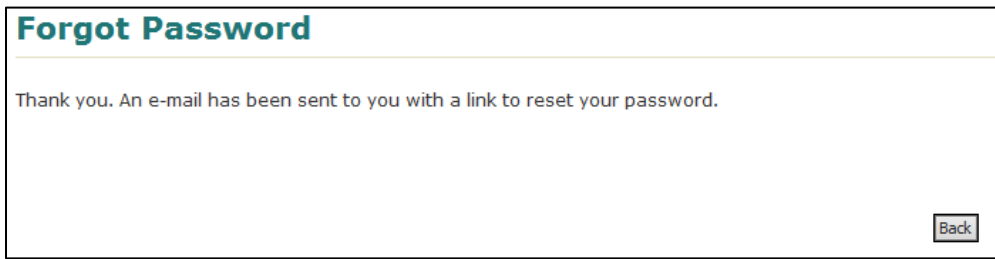 Forgot Password
Thank you. An e-mail has been sent to you with a link to reset your password.
Back